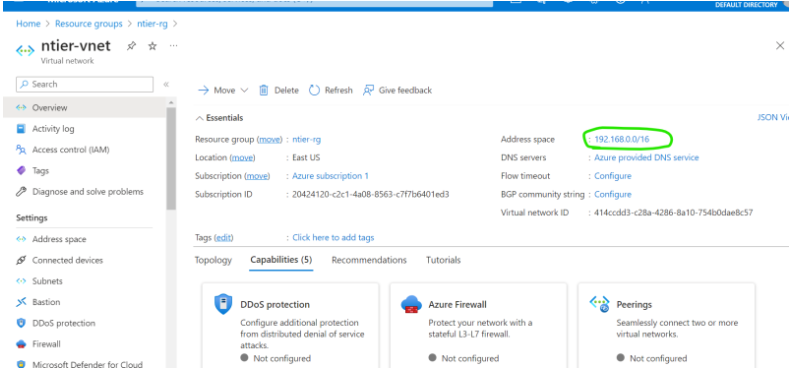 DEFAULT DIRECTORY
Home > Resource groups > ntier-rg >
ntier-vnet
Virtual network
Search
Overview
Activity log
Access control (IAM)
Tags
Diagnose and solve problems
Settings
Address space
Connected devices
Subnets
Bastion
DDoS protection
Firewall
Microsoft Defender for Cloud
Move
Delete
Refresh
Give feedback
Essentials
JSON Vie
Resource group (move) : ntier-rg
Location (move) : East US
Subscription (move) : Azure subscription 1
Subscription ID : 20424120-c2c1-4a08-8563-c7f7b6401ed3
Address space : 192.168.0.0/16
DNS servers : Azure provided DNS service
Flow timeout : Configure
BGP community string : Configure
Virtual network ID : 414ccdd3-c28a-4286-8a10-754b0dae8c57
Tags (edit) : Click here to add tags
Topology
Capabilities (5)
Recommendations
Tutorials
DDoS protection
Configure additional protection
from distributed denial of service
attacks.
Not configured
Azure Firewall
Protect your network with a
stateful L3-L7 firewall.
Not configured
Peerings
Seamlessly connect two or more
virtual networks.
Not configured